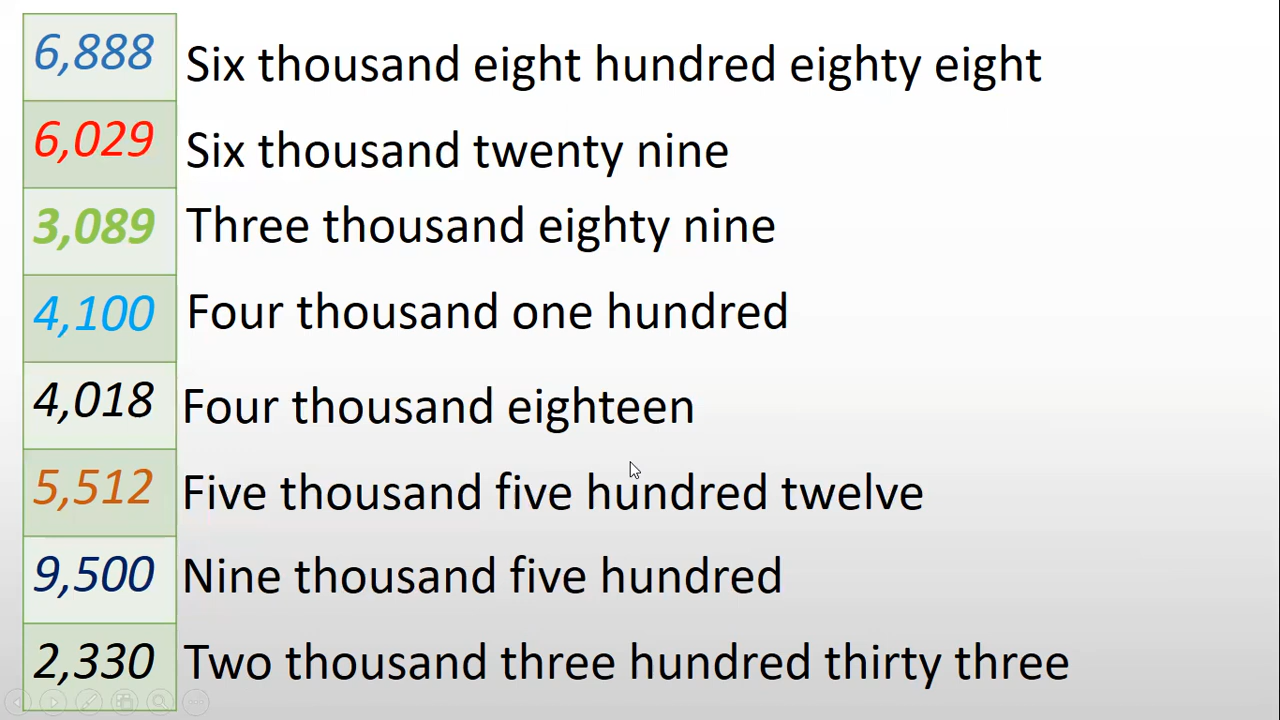 6,888 Six thousand eight hundred eighty eight
6,029 Six thousand twenty nine
3,089 Three thousand eighty nine
4,100 Four thousand one hundred
4,018 Four thousand eighteen
5,512 Five thousand five hundred twelve
9,500 Nine thousand five hundred
2,330 Two thousand three hundred thirty three